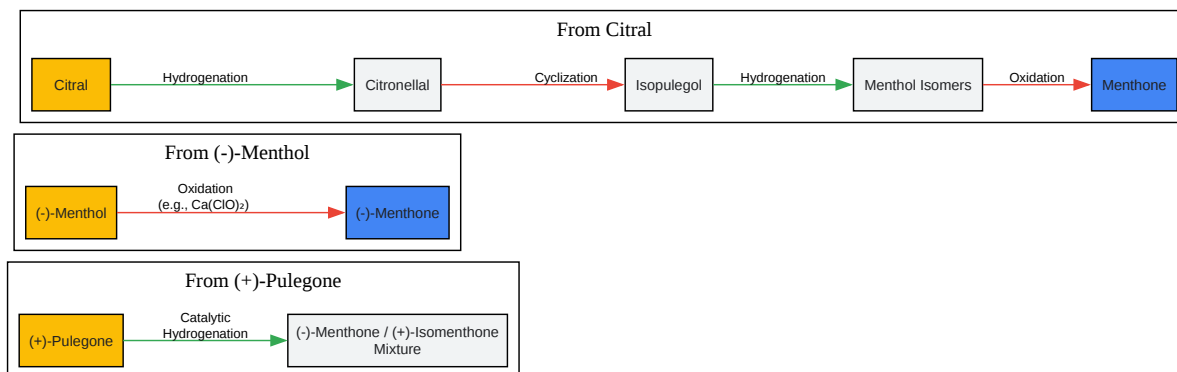 From Citral
Citral
Hydrogenation
Citronellal
Cyclization
Isopulegol
Hydrogenation
Menthol Isomers
Oxidation
Menthone
From (-)-Menthol
(-)-Menthol
Oxidation
(e.g., Ca(ClO)₂)
(-)-Menthone
From (+)-Pulegone
(+)-Pulegone
Catalytic
Hydrogenation
(-)-Menthone / (+)-Isomenthone
Mixture